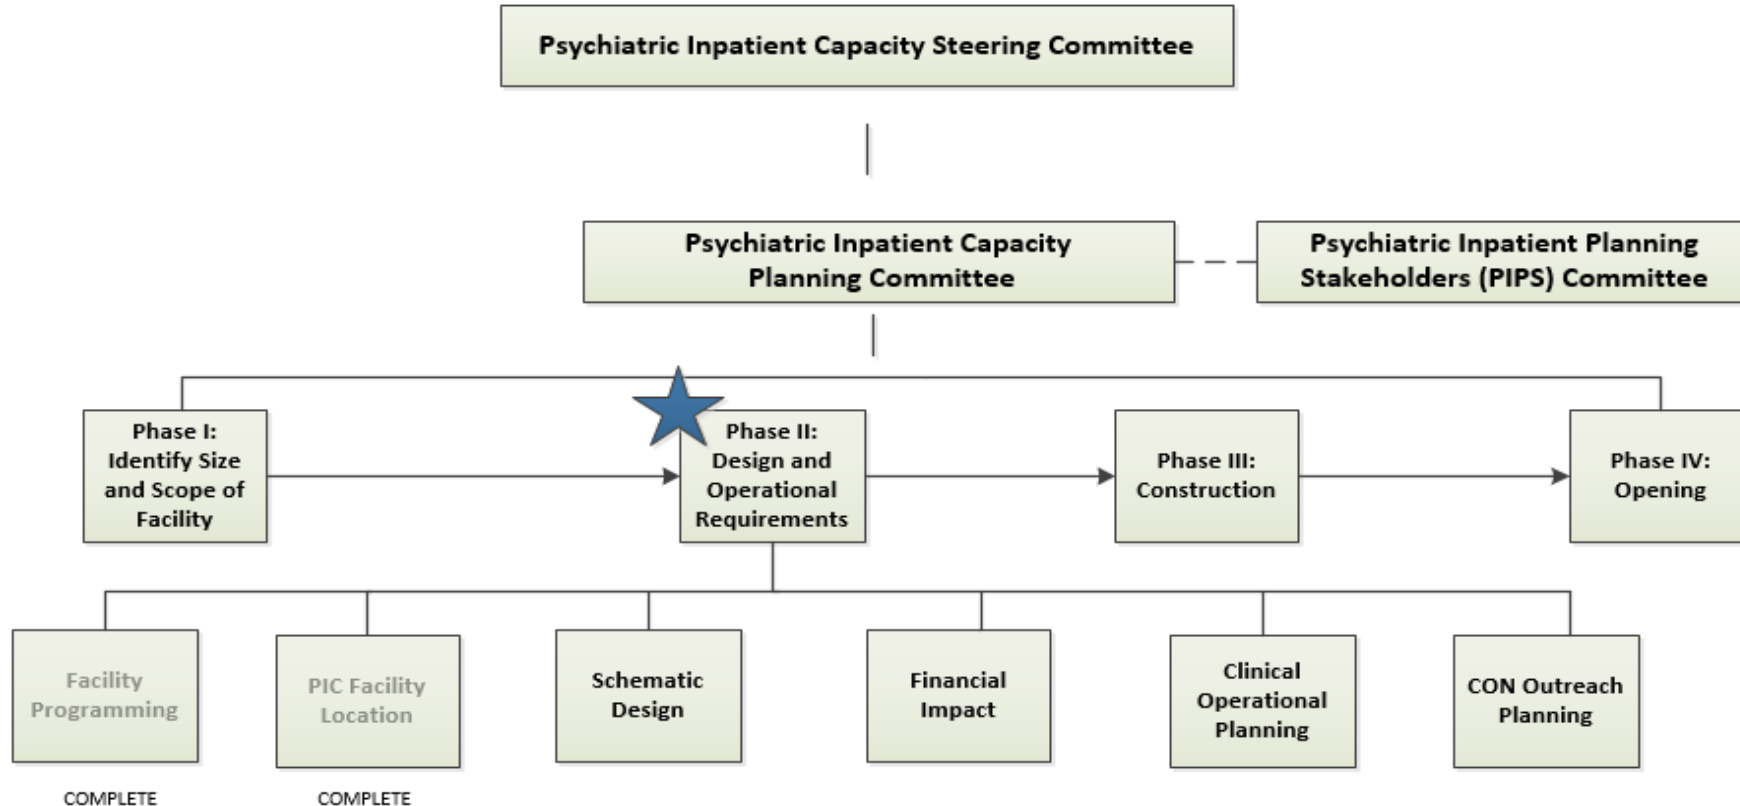 Psychiatric Inpatient Capacity Steering Committee
Psychiatric Inpatient Capacity
Planning Committee
Psychiatric Inpatient Planning
Stakeholders (PIPS) Committee
Phase I:
Identify Size
and Scope of
Facility
Phase II:
Design and
Operational
Requirements
Phase III:
Construction
Phase IV:
Opening
Facility
Programming
PIC Facility
Location
Schematic
Design
Financial
Impact
Clinical
Operational
Planning
CON Outreach
Planning
COMPLETE
COMPLETE